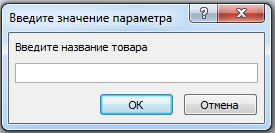 Введите значение параметра
Введите название товара
ОК
Отмена